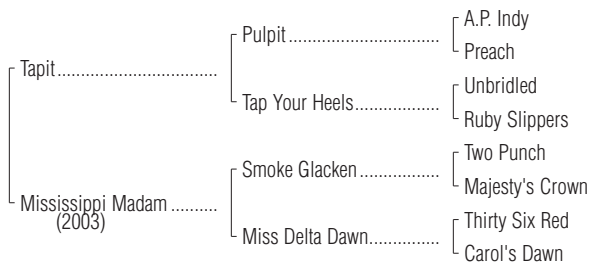 A.P. Indy
Pulpit
Preach
Tapit
Unbridled
Tap Your Heels
Ruby Slippers
Two Punch
Smoke Glacken
Majesty's Crown
Mississippi Madam
(2003)
Thirty Six Red
Miss Delta Dawn
Carol's Dawn